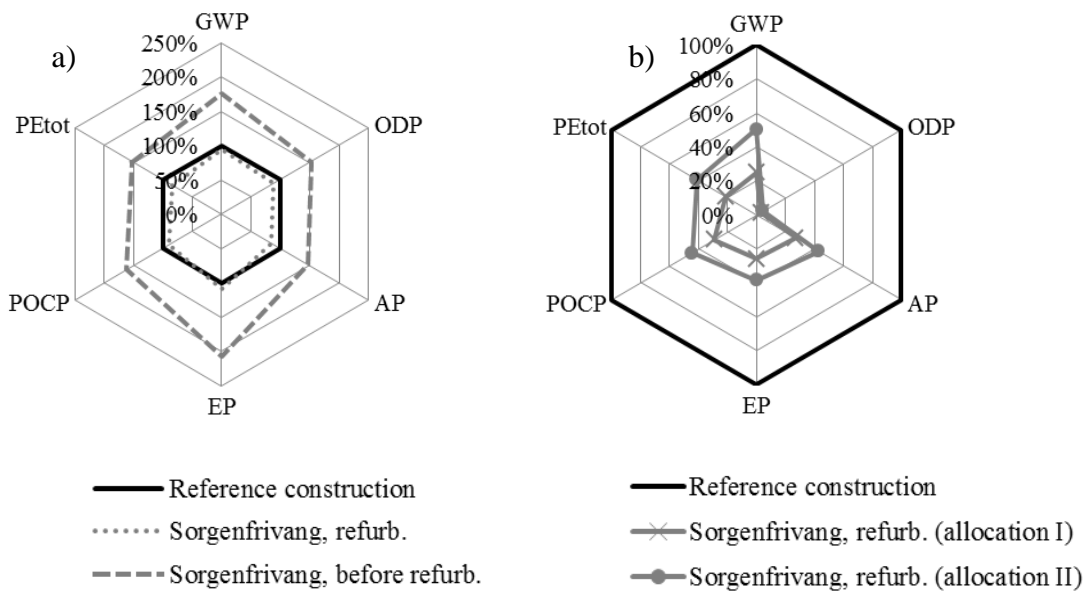 a)
GWP
250%
200%
150%
100%
50%
0%
ODP
AP
EP
POCP
PEtot
Reference construction
Sorgenfrivang, refurb.
Sorgenfrivang, before refurb.
b)
GWP
100%
80%
60%
40%
20%
0%
ODP
AP
EP
POCP
PEtot
Reference construction
Sorgenfrivang, refurb. (allocation I)
Sorgenfrivang, refurb. (allocation II)